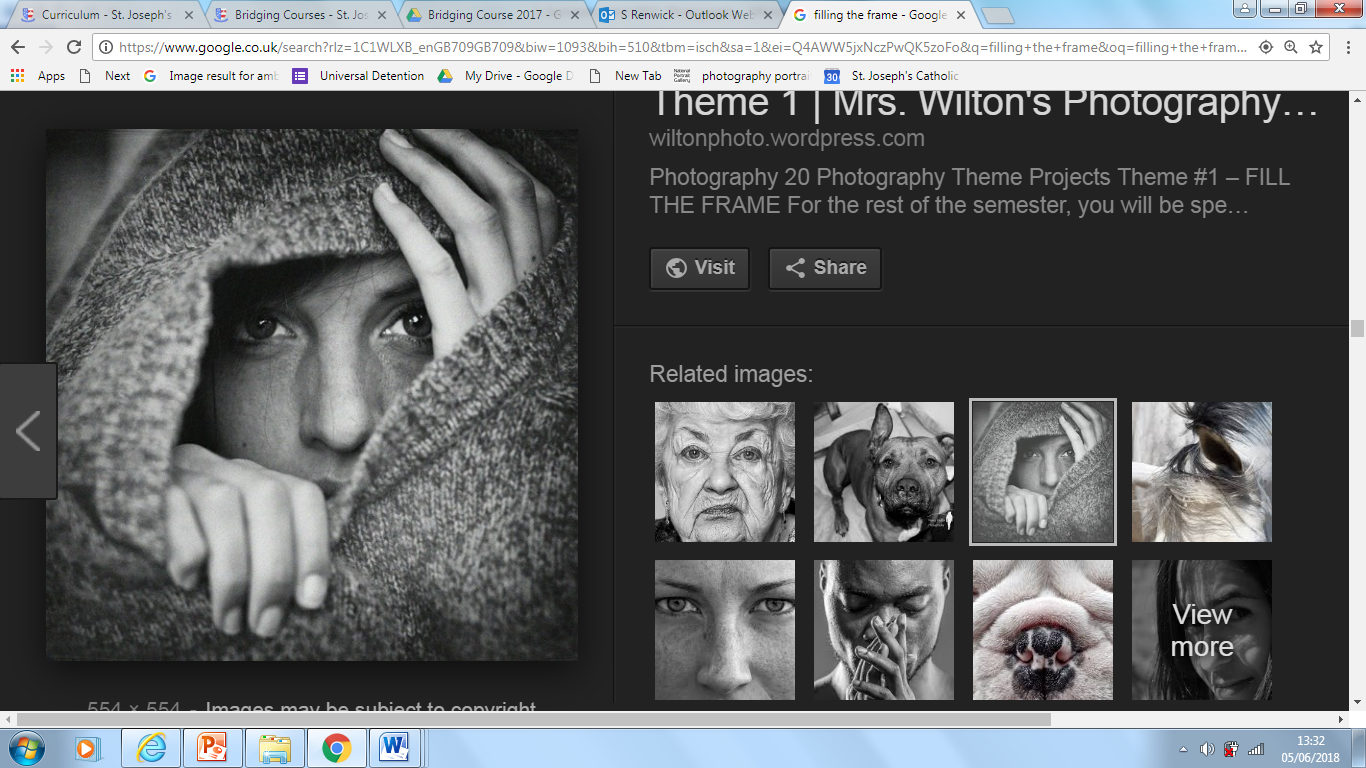 Curriculum - St. Joseph's
Bridging Courses - St. Jos
Bridging Course 2017 - G
S Renwick - Outlook Web
filling the frame - Google
https://www.google.co.uk/search?rlz=1C1WLXB_enGB709GB709&biw=1093&bih=510&tbm=isch&sa=1&ei=Q4AWW5jxNczPwQK5zoFo&q=filling+the+frame&oq=filling+the+fram...
Apps
Next
Image result for amb
Universal Detention
My Drive - Google D
New Tab
National Portrait Gallery
photography portrai
30
St. Joseph's Catholic
Theme 1 | Mrs. Wilton's Photography...
wiltonphoto.wordpress.com
Photography 20 Photography Theme Projects Theme #1 – FILL
THE FRAME For the rest of the semester, you will be spe...
Visit
Share
Related images:
View
more
554 × 554 - Images may be subject to copyright
13:32
05/06/2018